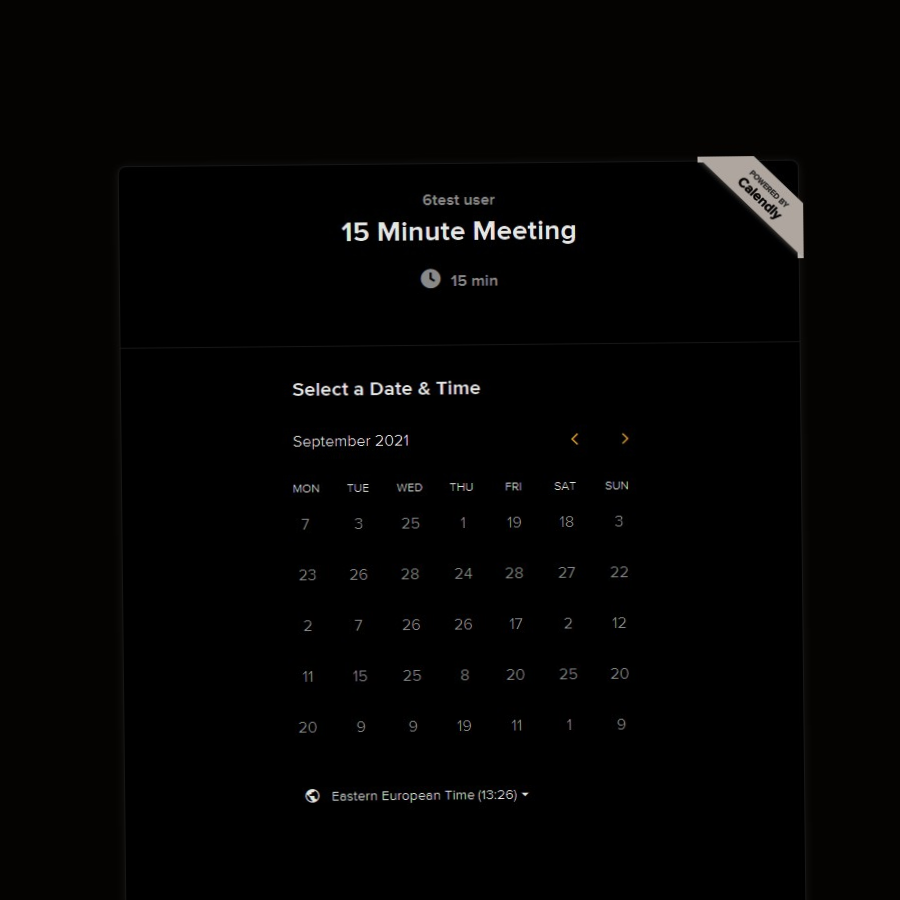 POWERED BY
Calendly
6test user
15 Minute Meeting
15 min
Select a Date & Time
September 2021
MON TUE WED THU FRI SAT SUN
7 3 25 1 19 18 3
23 26 28 24 28 27 22
2 7 26 26 17 2 12
11 15 25 8 20 25 20
20 9 9 19 11 1 9
Eastern European Time (13:26)